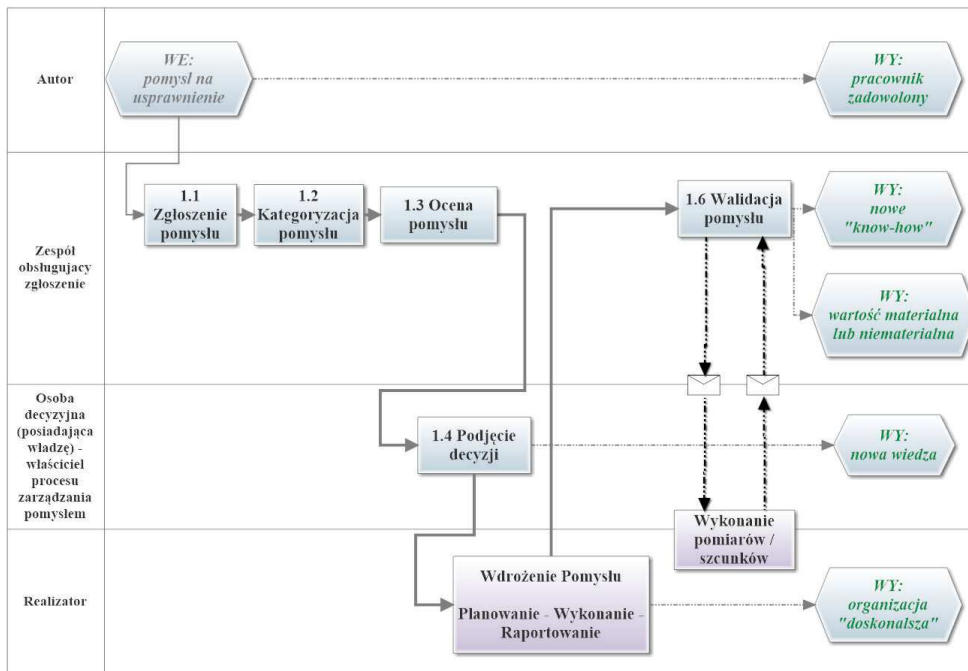 Autor
WE:
pomysł na
usprawnienie
WY:
pracownik
zadowolony
Zespół
obsługujacy
zgłoszenie
1.1
Zgłoszenie
pomysłu
1.2
Kategoryzacja
pomysłu
1.3 Ocena
pomysłu
1.6 Walidacja
pomysłu
WY:
nowe
"know-how"
WY:
wartość materialna
lub niematerialna
Osoba
decyzyjna
(posiadająca
władzę) -
właściciel
procesu
zarządzania
pomysłem
1.4 Podjęcie
decyzji
WY:
nowa wiedza
Realizator
Wdrożenie Pomysłu
Planowanie - Wykonanie -
Raportowanie
Wykonanie
pomiarów /
szcunków
WY:
organizacja
"doskonalsza"